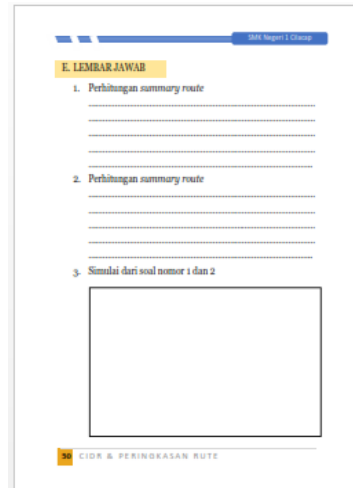 SMK Negeri 1 Cilacap
E. LEMBAR JAWAB
1. Perhitungan summary route
2. Perhitungan summary route
3. Simulai dari soal nomor 1 dan 2
50 CIDR & PERINGKASAN RUTE